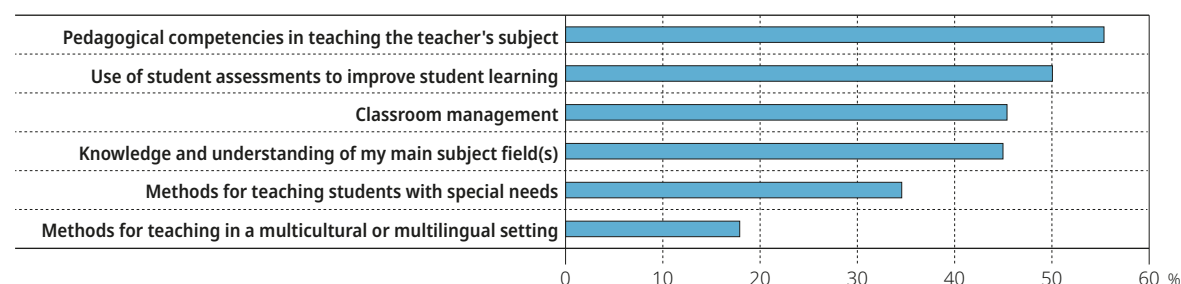 Pedagogical competencies in teaching the teacher's subject
Use of student assessments to improve student learning
Classroom management
Knowledge and understanding of my main subject field(s)
Methods for teaching students with special needs
Methods for teaching in a multicultural or multilingual setting
0 10 20 30 40 50 60 %